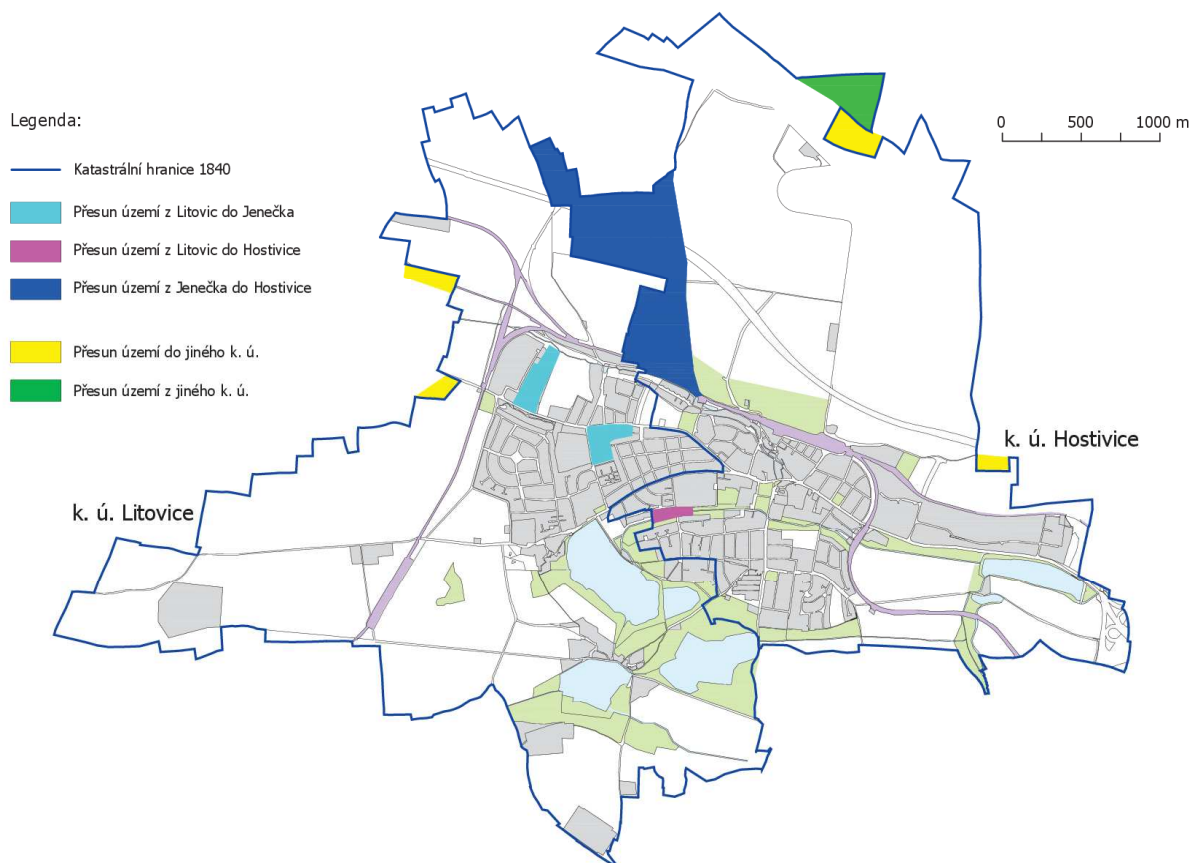 Legenda:
Katastrální hranice 1840
Přesun území z Litovic do Jenečka
Přesun území z Litovic do Hostivice
Přesun území z Jenečka do Hostivice
Přesun území do jiného k. ú.
Přesun území z jiného k. ú.
0 500 1000 m
k. ú. Hostivice
k. ú. Litovice